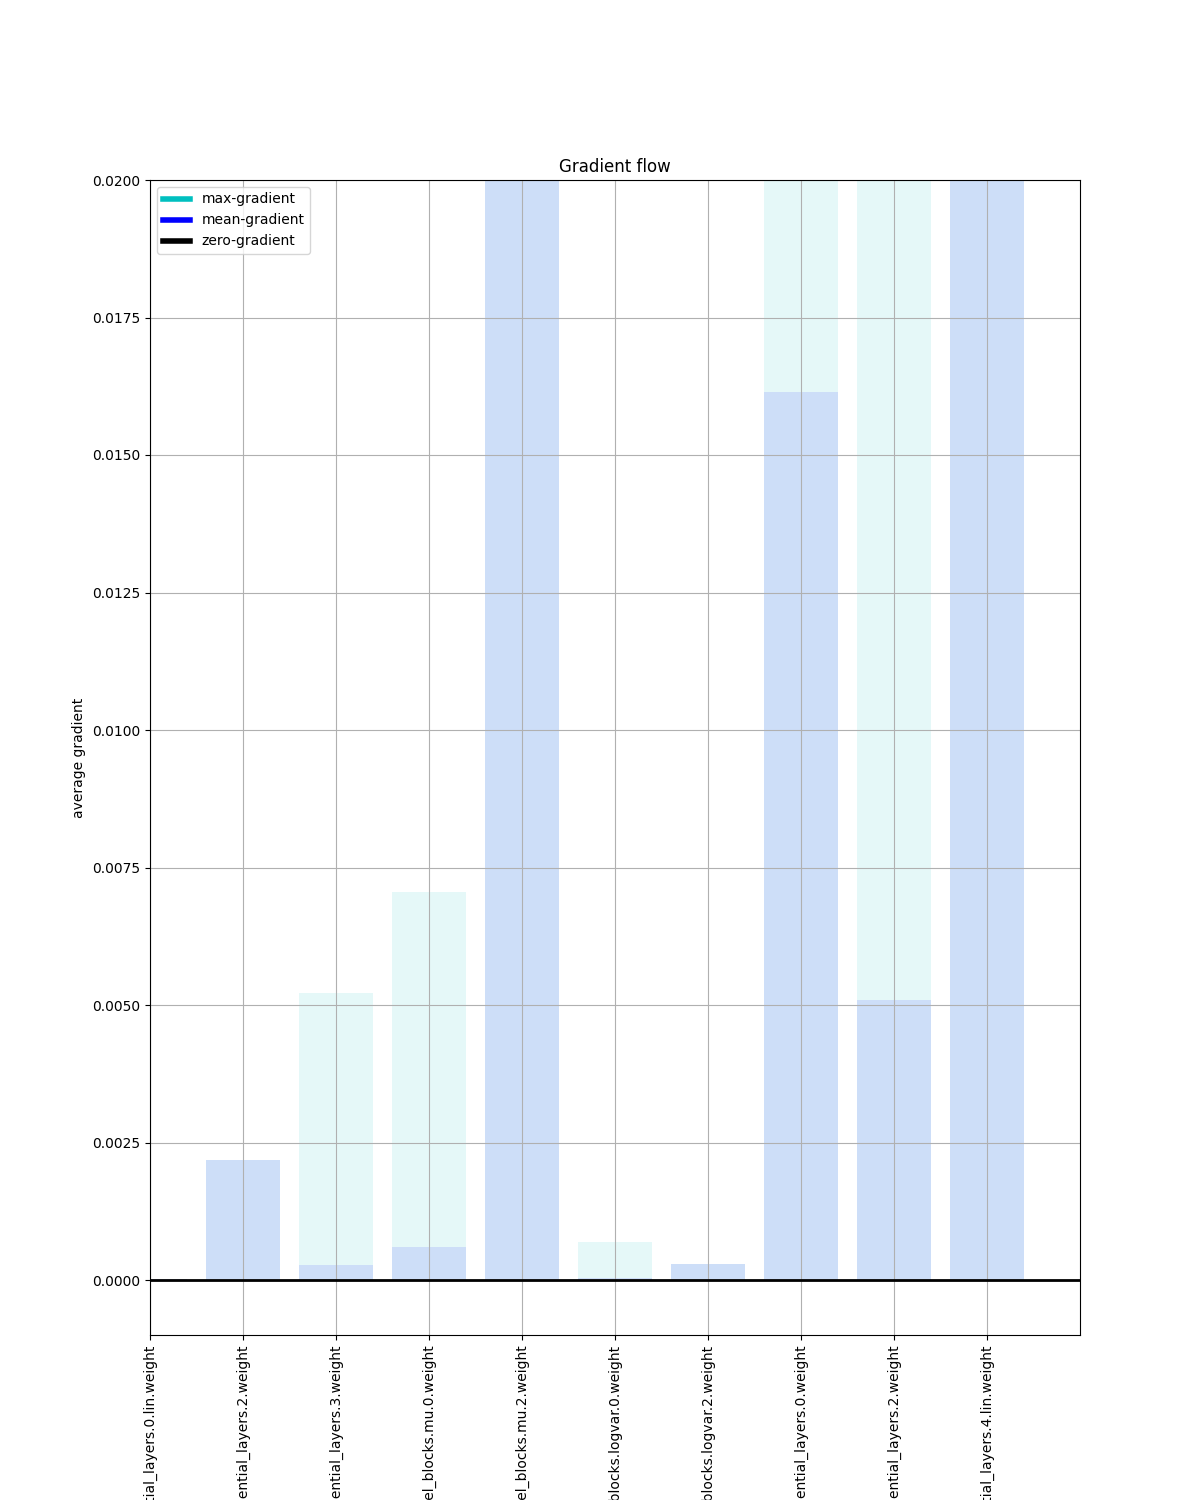 Gradient flow
max-gradient
mean-gradient
zero-gradient
0.0200
0.0175
0.0150
0.0125
0.0100
0.0075
0.0050
0.0025
0.0000
average gradient
tial_layers.0.lin.weight
ential_layers.2.weight
ential_layers.3.weight
el_blocks.mu.0.weight
el_blocks.mu.2.weight
blocks.logvar.0.weight
blocks.logvar.2.weight
ential_layers.0.weight
ential_layers.2.weight
tial_layers.4.lin.weight